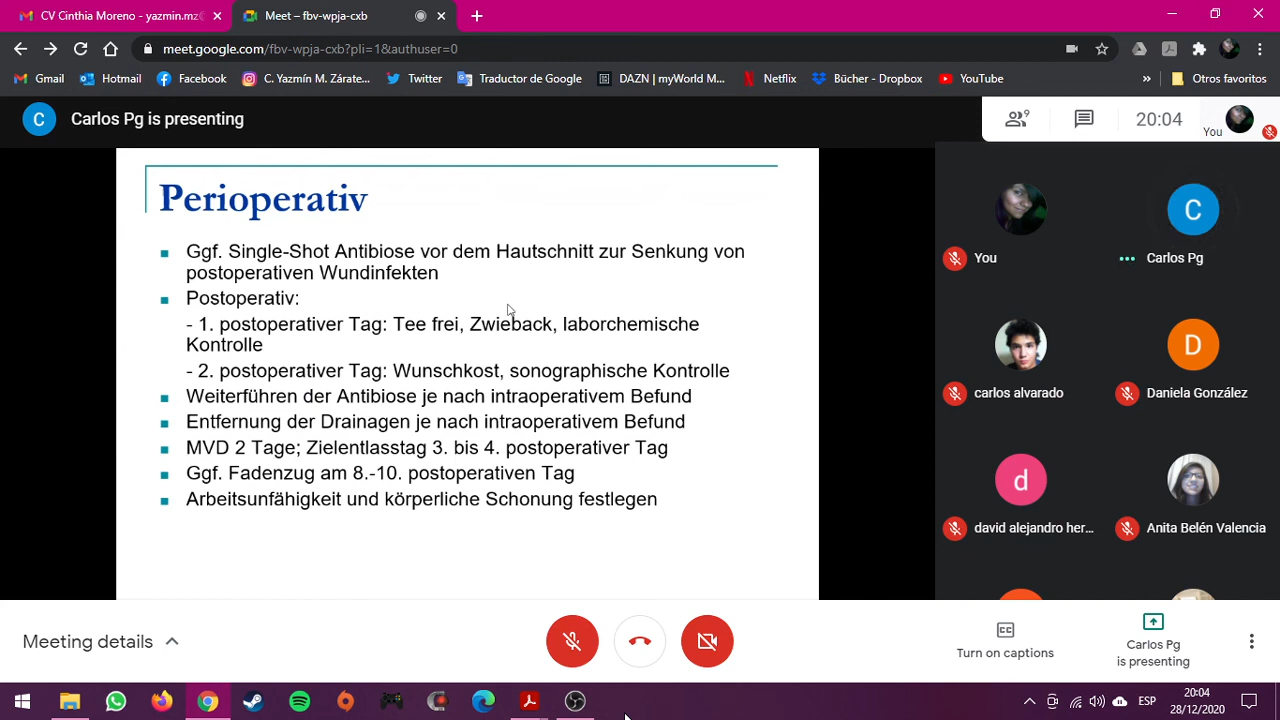 CV Cinthia Moreno - yazmin.mz
Meet – fbv-wpja-cxb
meet.google.com/fbv-wpja-cxb?pli=1&authuser=0
Gmail
Hotmail
Facebook
C. Yazmín M. Zárate...
Twitter
Traductor de Google
DAZN | myWorld M...
Netflix
Bücher - Dropbox
YouTube
»
Otros favoritos
C
Carlos Pg is presenting
9
20:04
You
Perioperativ
Ggf. Single-Shot Antibiose vor dem Hautschnitt zur Senkung von
postoperativen Wundinfekten
Postoperativ:
- 1. postoperativer Tag: Tee frei, Zwieback, laborchemische
Kontrolle
- 2. postoperativer Tag: Wunschkost, sonographische Kontrolle
Weiterführen der Antibiose je nach intraoperativem Befund
Entfernung der Drainagen je nach intraoperativem Befund
MVD 2 Tage; Zielentlasstag 3. bis 4. postoperativer Tag
Ggf. Fadenzug am 8.-10. postoperativen Tag
Arbeitsunfähigkeit und körperliche Schonung festlegen
You
C
Carlos Pg
carlos alvarado
D
Daniela González
d
david alejandro her...
Anita Belén Valencia
Meeting details
CC
Turn on captions
Carlos Pg
is presenting
ESP
20:04
28/12/2020